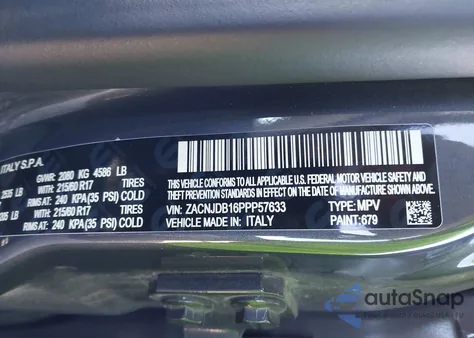 ITALY S.P.A.
GVWR: 2080 KG 4586 LB
LB WITH: 215/60 R17 TIRES
RIMS AT: 240 KPA(35 PSI) COLD
LB WITH: 215/60 R17 TIRES
RIMS AT: 240 KPA(35 PSI) COLD
THIS VEHICLE CONFORMS TO ALL APPLICABLE
U.S. FEDERAL MOTOR VEHICLE SAFETY AND
THEFT PREVENTION STANDARDS IN EFFECT ON THE
DATE OF MANUFACTURE SHOWN ABOVE.
VIN: ZACNJDB16PPP57633 TYPE: MPV
VEHICLE MADE IN: ITALY PAINT: 679
autoSnap